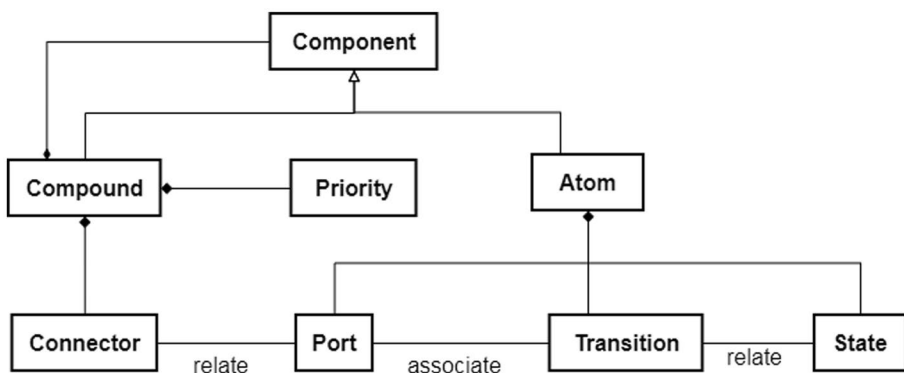 Component
Compound
Priority
Atom
Connector
Port
Transition
State
relate
associate
relate